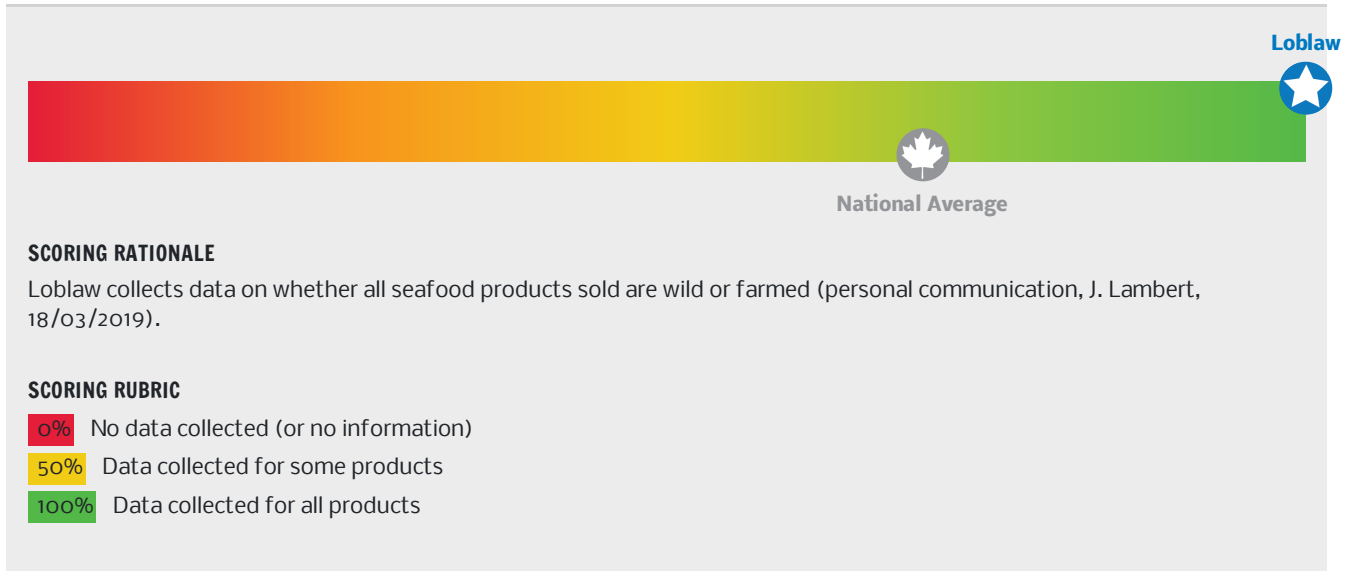 Loblaw
National Average
SCORING RATIONALE
Loblaw collects data on whether all seafood products sold are wild or farmed (personal communication, J. Lambert,
18/03/2019).
SCORING RUBRIC
0% No data collected (or no information)
50% Data collected for some products
100% Data collected for all products